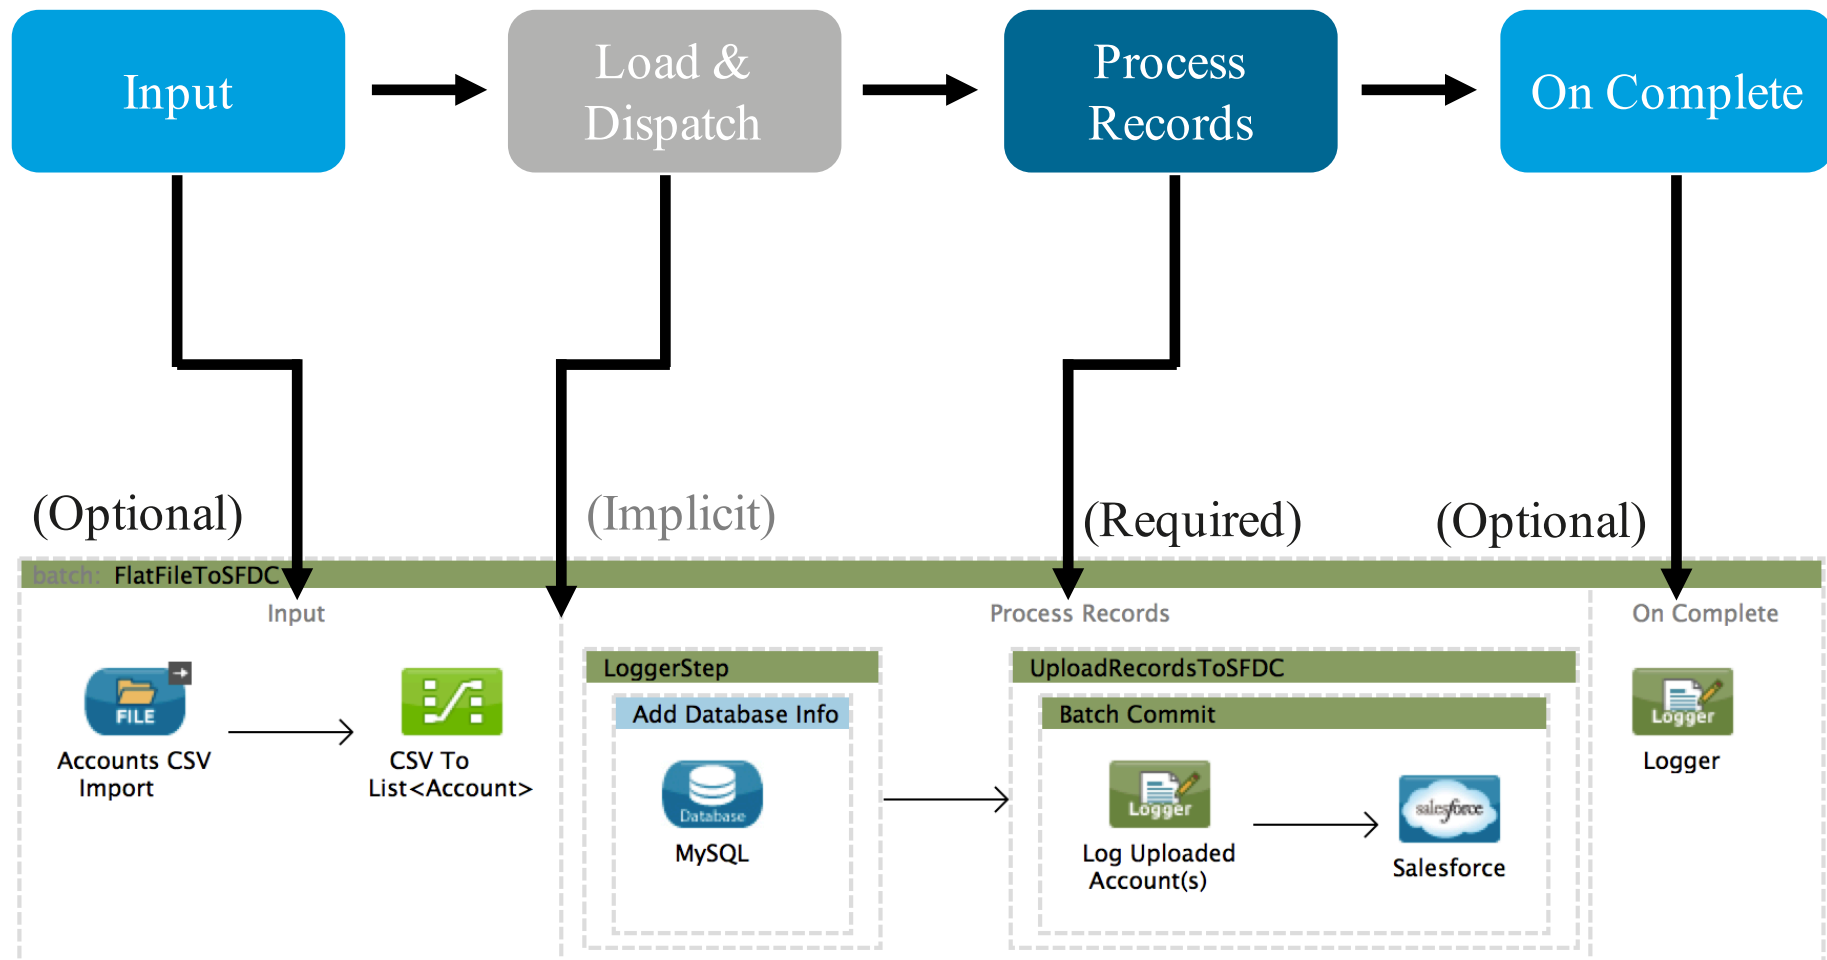 Input
Load &
Dispatch
Process
Records
On Complete
(Optional)
(Implicit)
(Required)
(Optional)
batch: FlatFileToSFDC
Input
Process Records
On Complete
FILE
Accounts CSV
Import
CSV To
List<Account>
LoggerStep
Add Database Info
Database
MySQL
UploadRecordsToSFDC
Batch Commit
Logger
Log Uploaded
Account(s)
salesforce
Salesforce
Logger
Logger